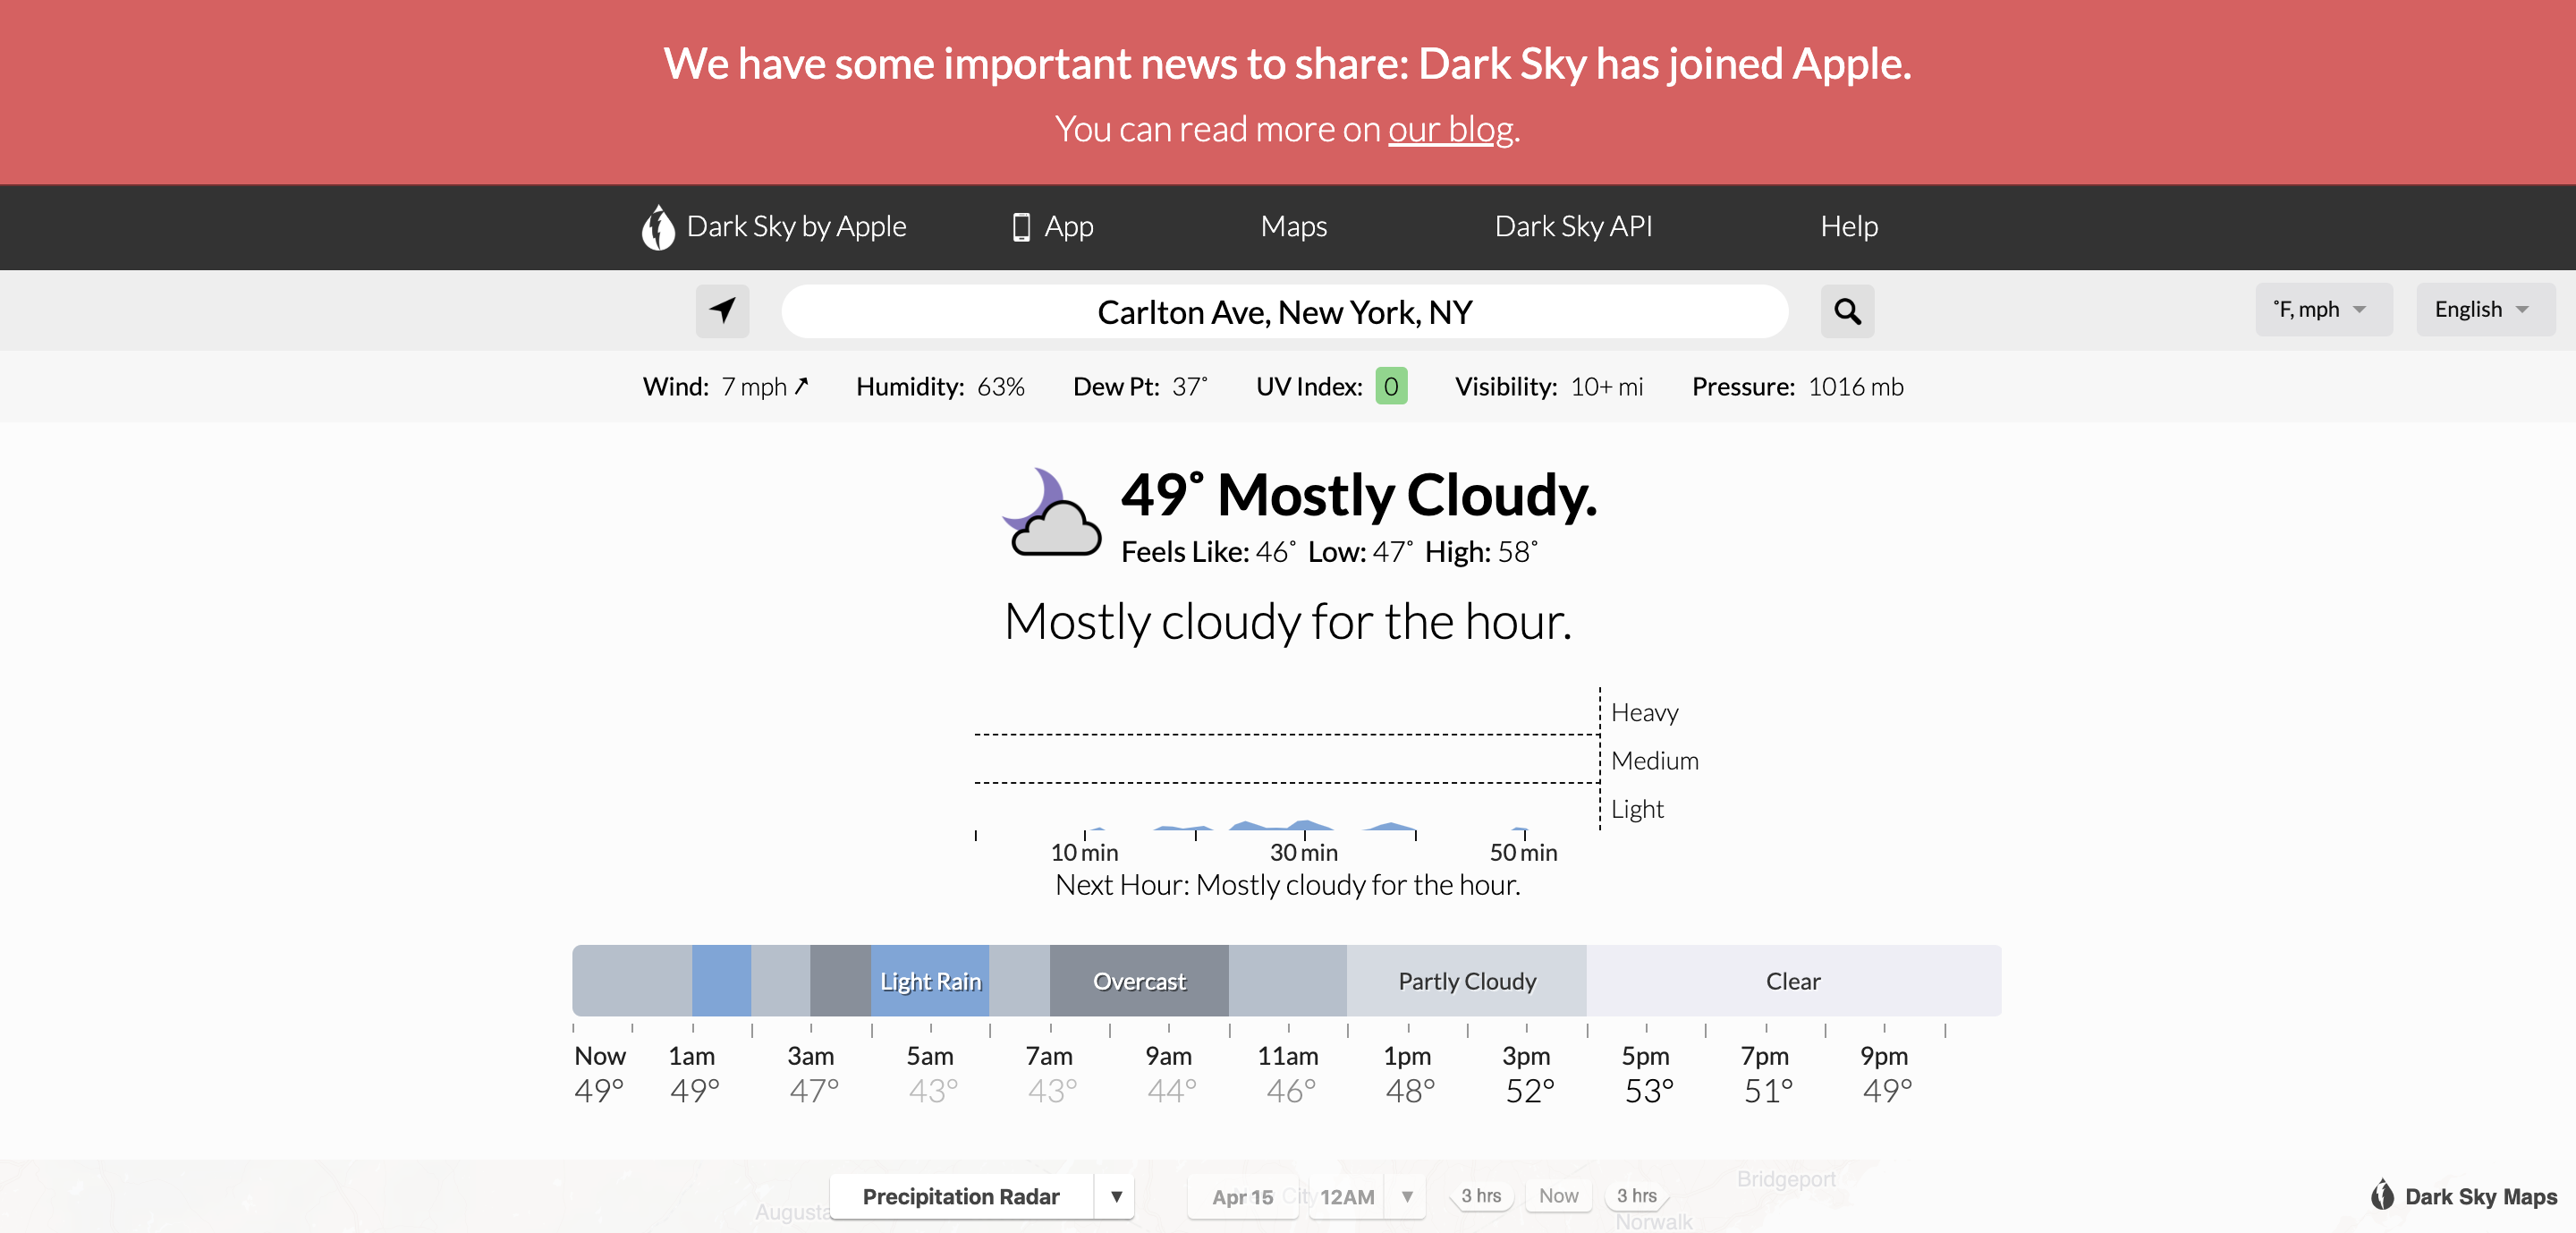 We have some important news to share: Dark Sky has joined Apple.
You can read more on our blog.
Dark Sky by Apple App Maps Dark Sky API Help
Carlton Ave, New York, NY
˚F, mph English
Wind: 7 mph Humidity: 63% Dew Pt: 37˚ UV Index: 0 Visibility: 10+ mi Pressure: 1016 mb
49˚ Mostly Cloudy.
Feels Like: 46˚ Low: 47˚ High: 58˚
Mostly cloudy for the hour.
Heavy
Medium
Light
10 min 30 min 50 min
Next Hour: Mostly cloudy for the hour.
Light Rain Overcast Partly Cloudy Clear
Now 1am 3am 5am 7am 9am 11am 1pm 3pm 5pm 7pm 9pm
49° 49° 47° 43° 43° 44° 46° 48° 52° 53° 51° 49°
Bridgeport
Precipitation Radar Apr 15 City 12AM 3 hrs Now 3 hrs Dark Sky Maps
Augusta
Norwalk